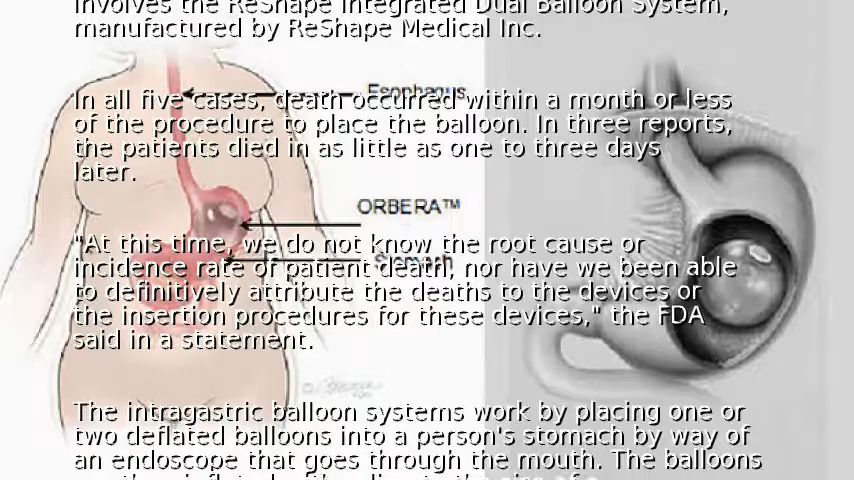 involves the ReShape Integrated Dual Balloon System,
manufactured by ReShape Medical Inc.
Esophagus
In all five cases, death occurred within a month or less
of the procedure to place the balloon. In three reports,
the patients died in as little as one to three days
later.
ORBERA™
"At this time, we do not know the root cause or
Stomach
incidence rate of patient death, nor have we been able
to definitively attribute the deaths to the devices or
the insertion procedures for these devices," the FDA
said in a statement.
The intragastric balloon systems work by placing one or
two deflated balloons into a person's stomach by way of
an endoscope that goes through the mouth. The balloons